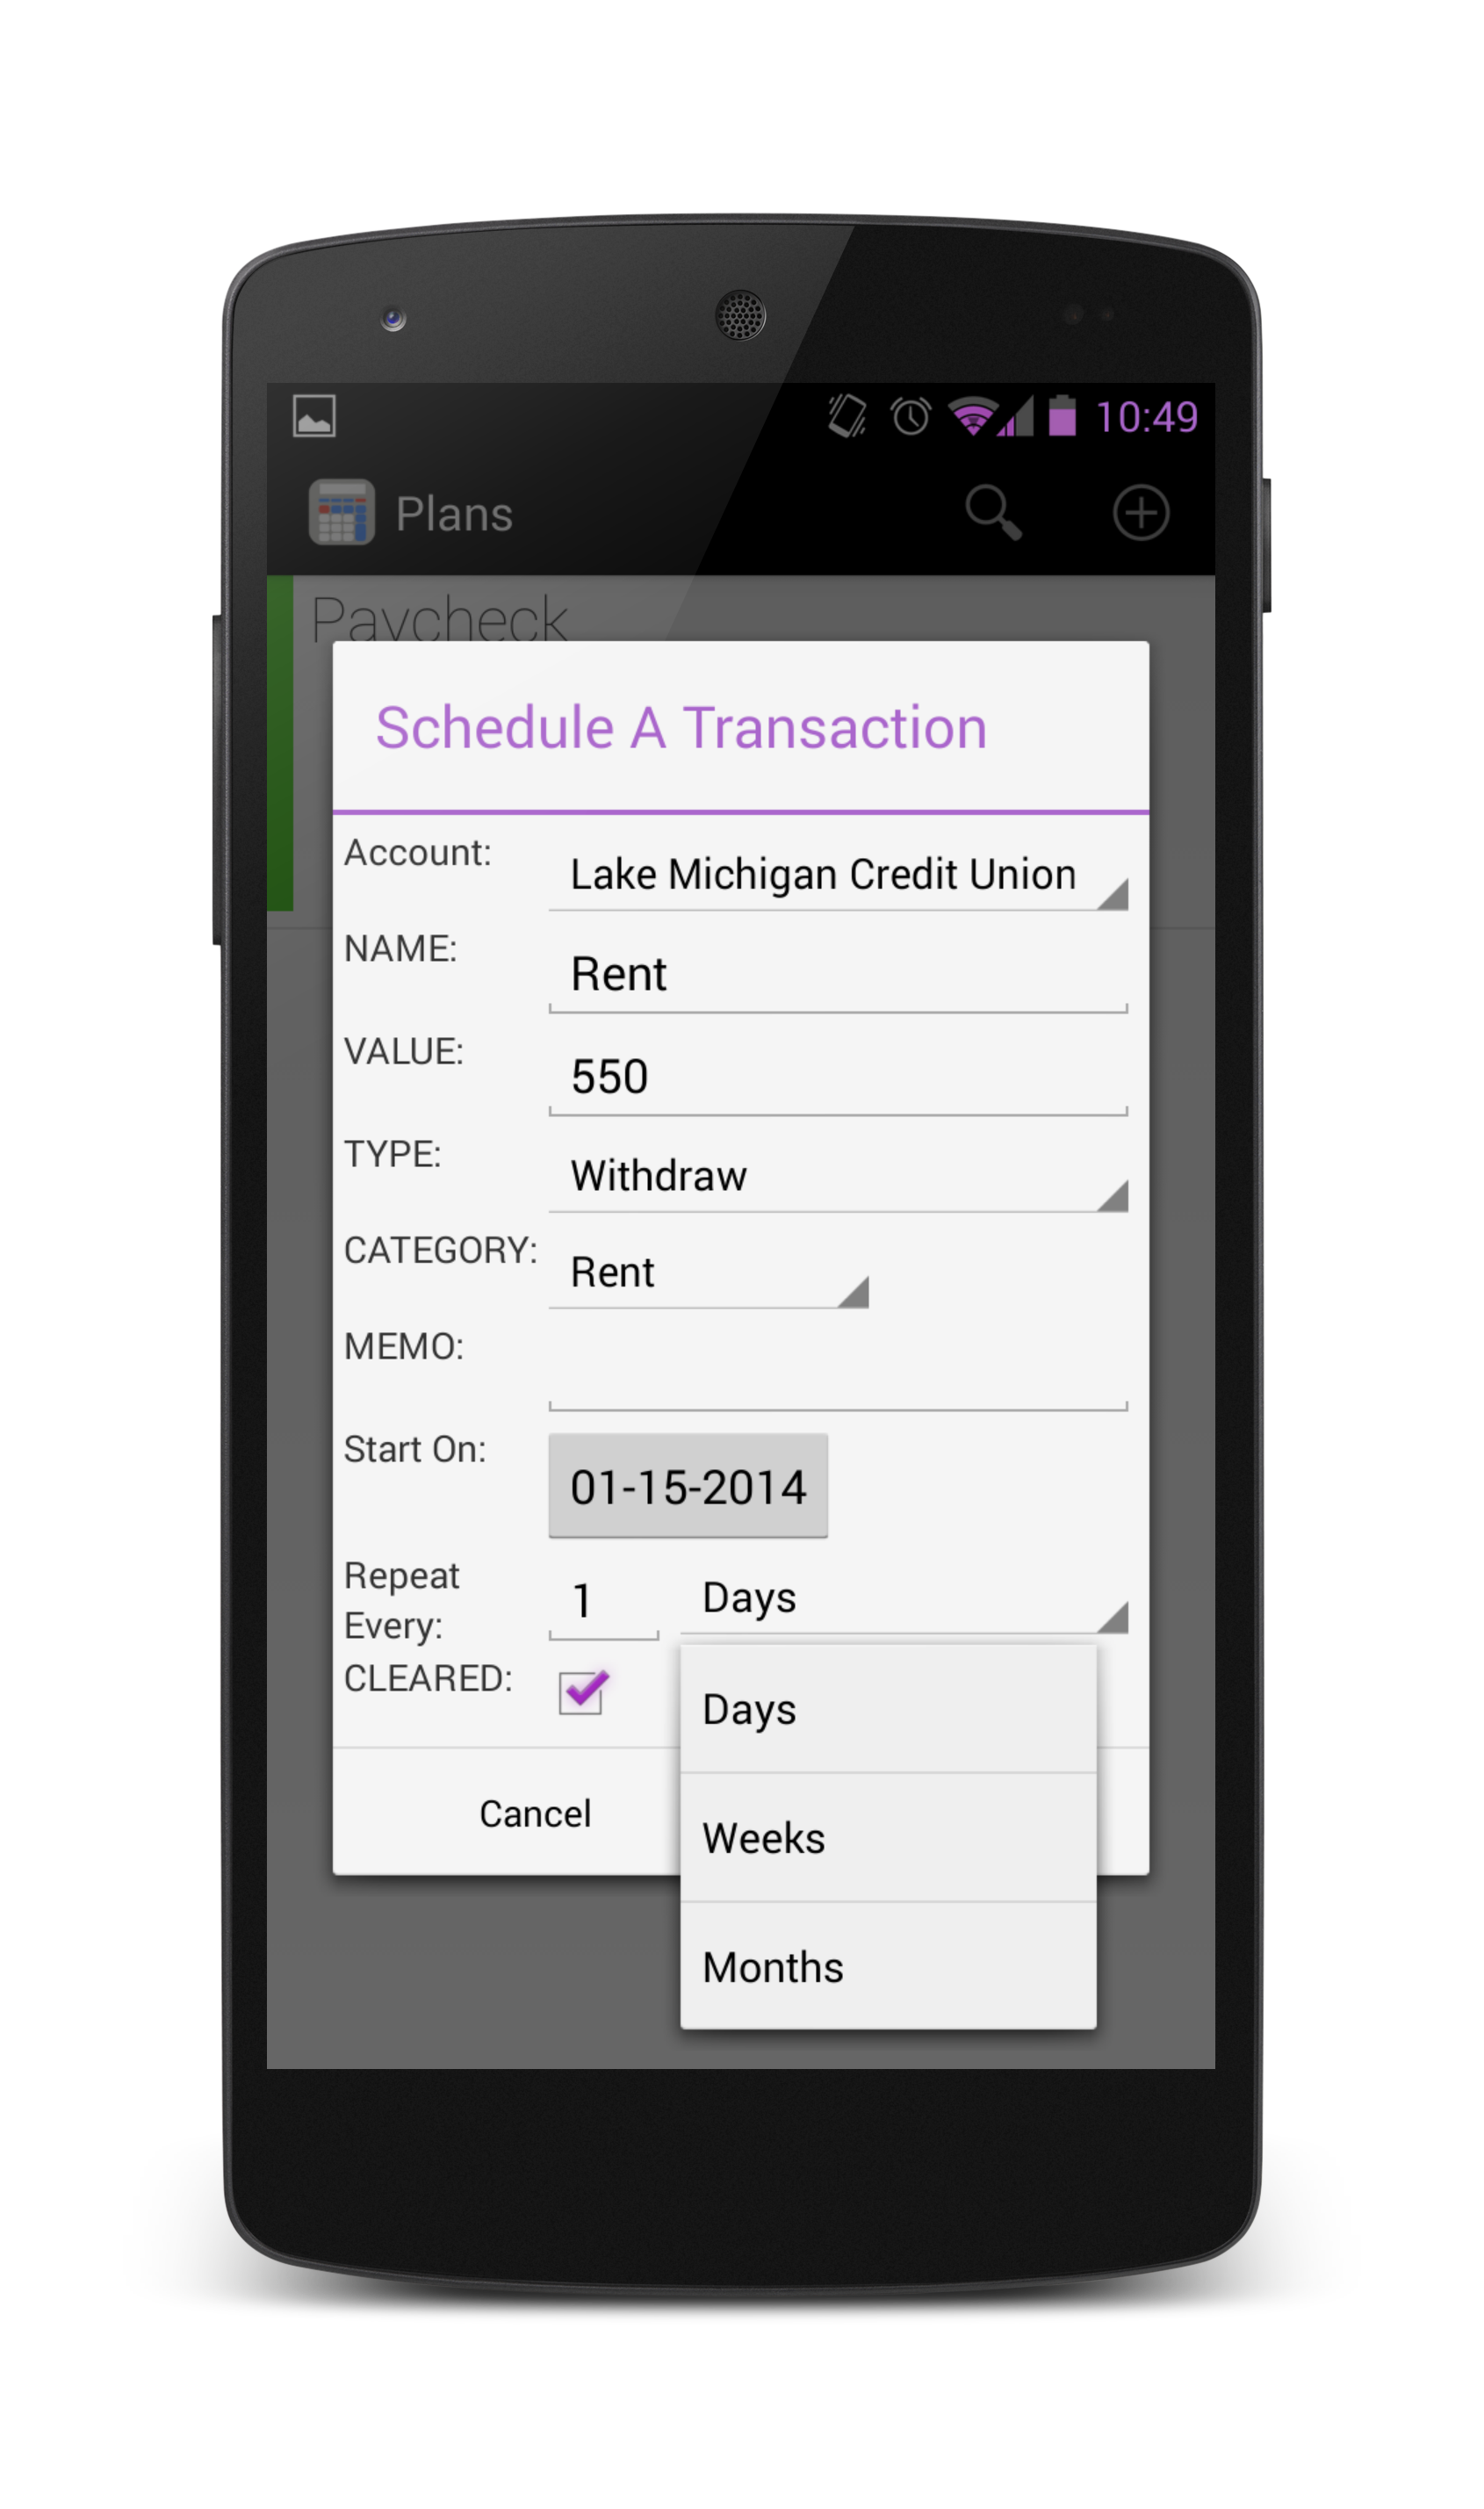 10:49
Plans
Paycheck
Schedule A Transaction
Account: Lake Michigan Credit Union
NAME: Rent
VALUE: 550
TYPE: Withdraw
CATEGORY: Rent
MEMO:
Start On: 01-15-2014
Repeat
Every: 1 Days
CLEARED:
Days
Cancel
Weeks
Months